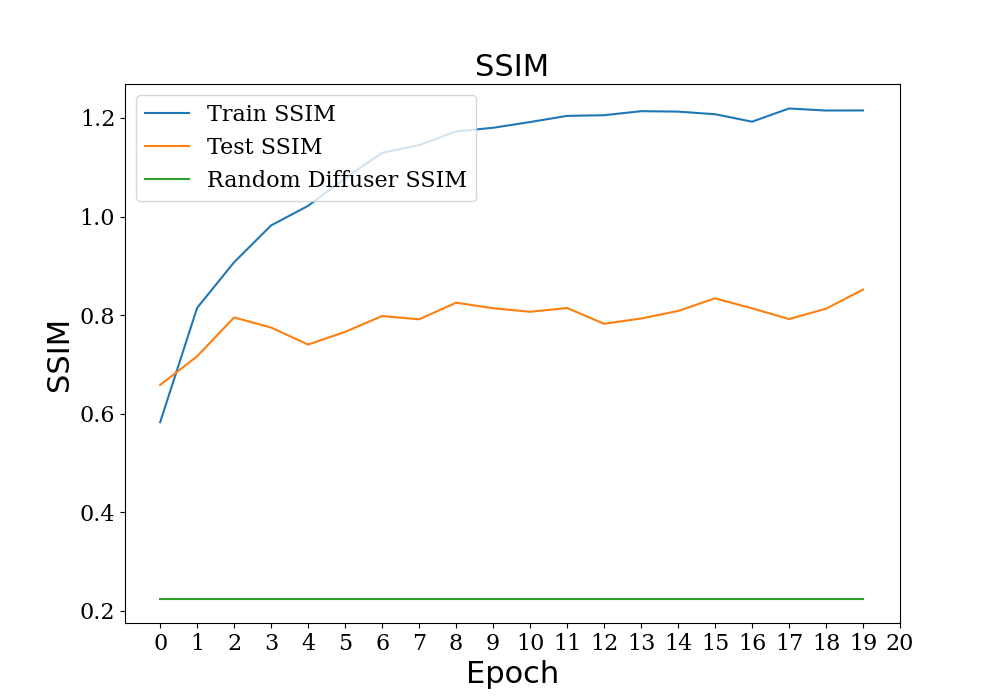 SSIM
Train SSIM
Test SSIM
Random Diffuser SSIM
SSIM
1.2
1.0
0.8
0.6
0.4
0.2
0 1 2 3 4 5 6 7 8 9 10 11 12 13 14 15 16 17 18 19 20
Epoch